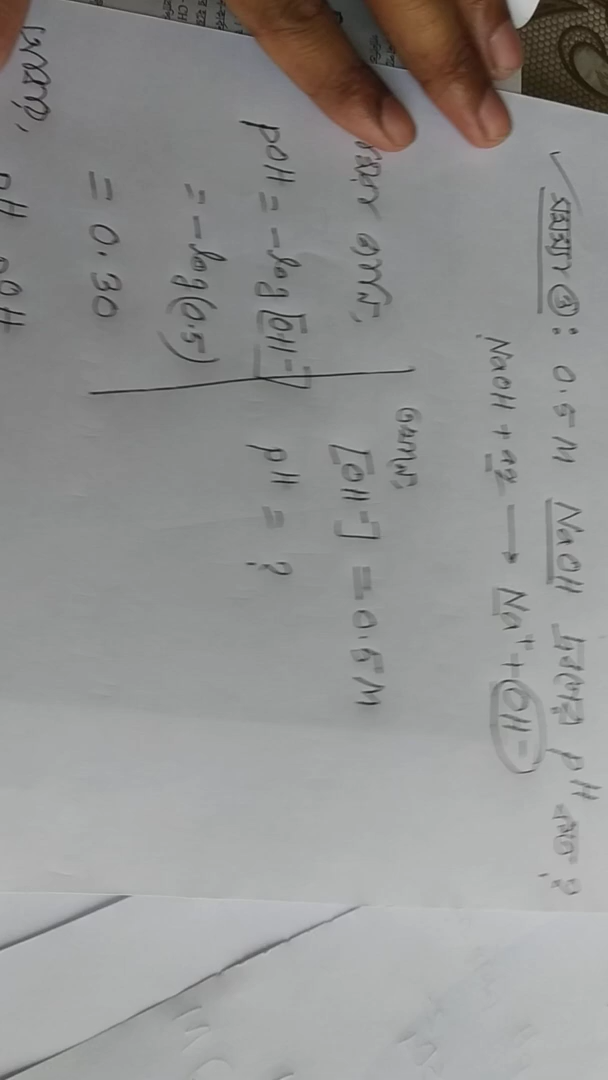 সমস্যা ③: 0.5 M NaOH দ্রবণের pH কত?
NaOH + aq → Na⁺ + OH⁻
আমরা জানি,
pOH = -log [OH⁻]
= -log(0.5)
= 0.30
এখানে,
[OH⁻] = 0.5 M
pH = ?
আবার,